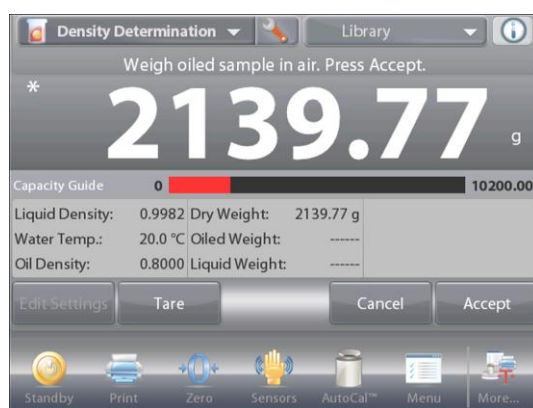 Density Determination Library
Weigh oiled sample in air. Press Accept.
* 2139.77 g
Capacity Guide 0 10200.00
Liquid Density: 0.9982 Dry Weight: 2139.77 g
Water Temp.: 20.0 °C Oiled Weight: ------
Oil Density: 0.8000 Liquid Weight: ------
Edit Settings Tare Cancel Accept
Standby Print Zero Sensors AutoCal™ Menu More...